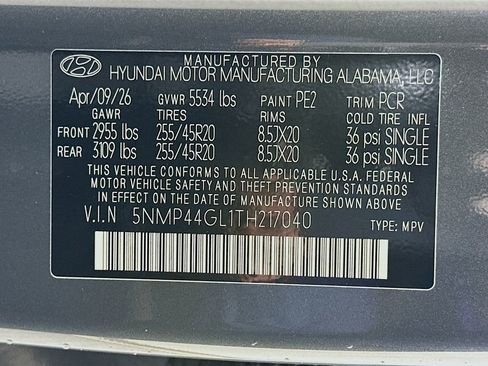 MANUFACTURED BY
HYUNDAI MOTOR MANUFACTURING ALABAMA, LLC
Apr/09/26 GVWR 5534 lbs PAINT PE2 TRIM PCR
GAWR TIRES RIMS COLD TIRE INFL
FRONT 2955 lbs 255/45R20 8.5JX20 36 psi SINGLE
REAR 3109 lbs 255/45R20 8.5JX20 36 psi SINGLE
THIS VEHICLE CONFORMS TO ALL APPLICABLE U.S.A. FEDERAL
MOTOR VEHICLE SAFETY AND THEFT PREVENTION STANDARDS
IN EFFECT ON THE DATE OF MANUFACTURE SHOWN ABOVE.
V.I.N 5NMP44GL1TH217040
TYPE: MPV